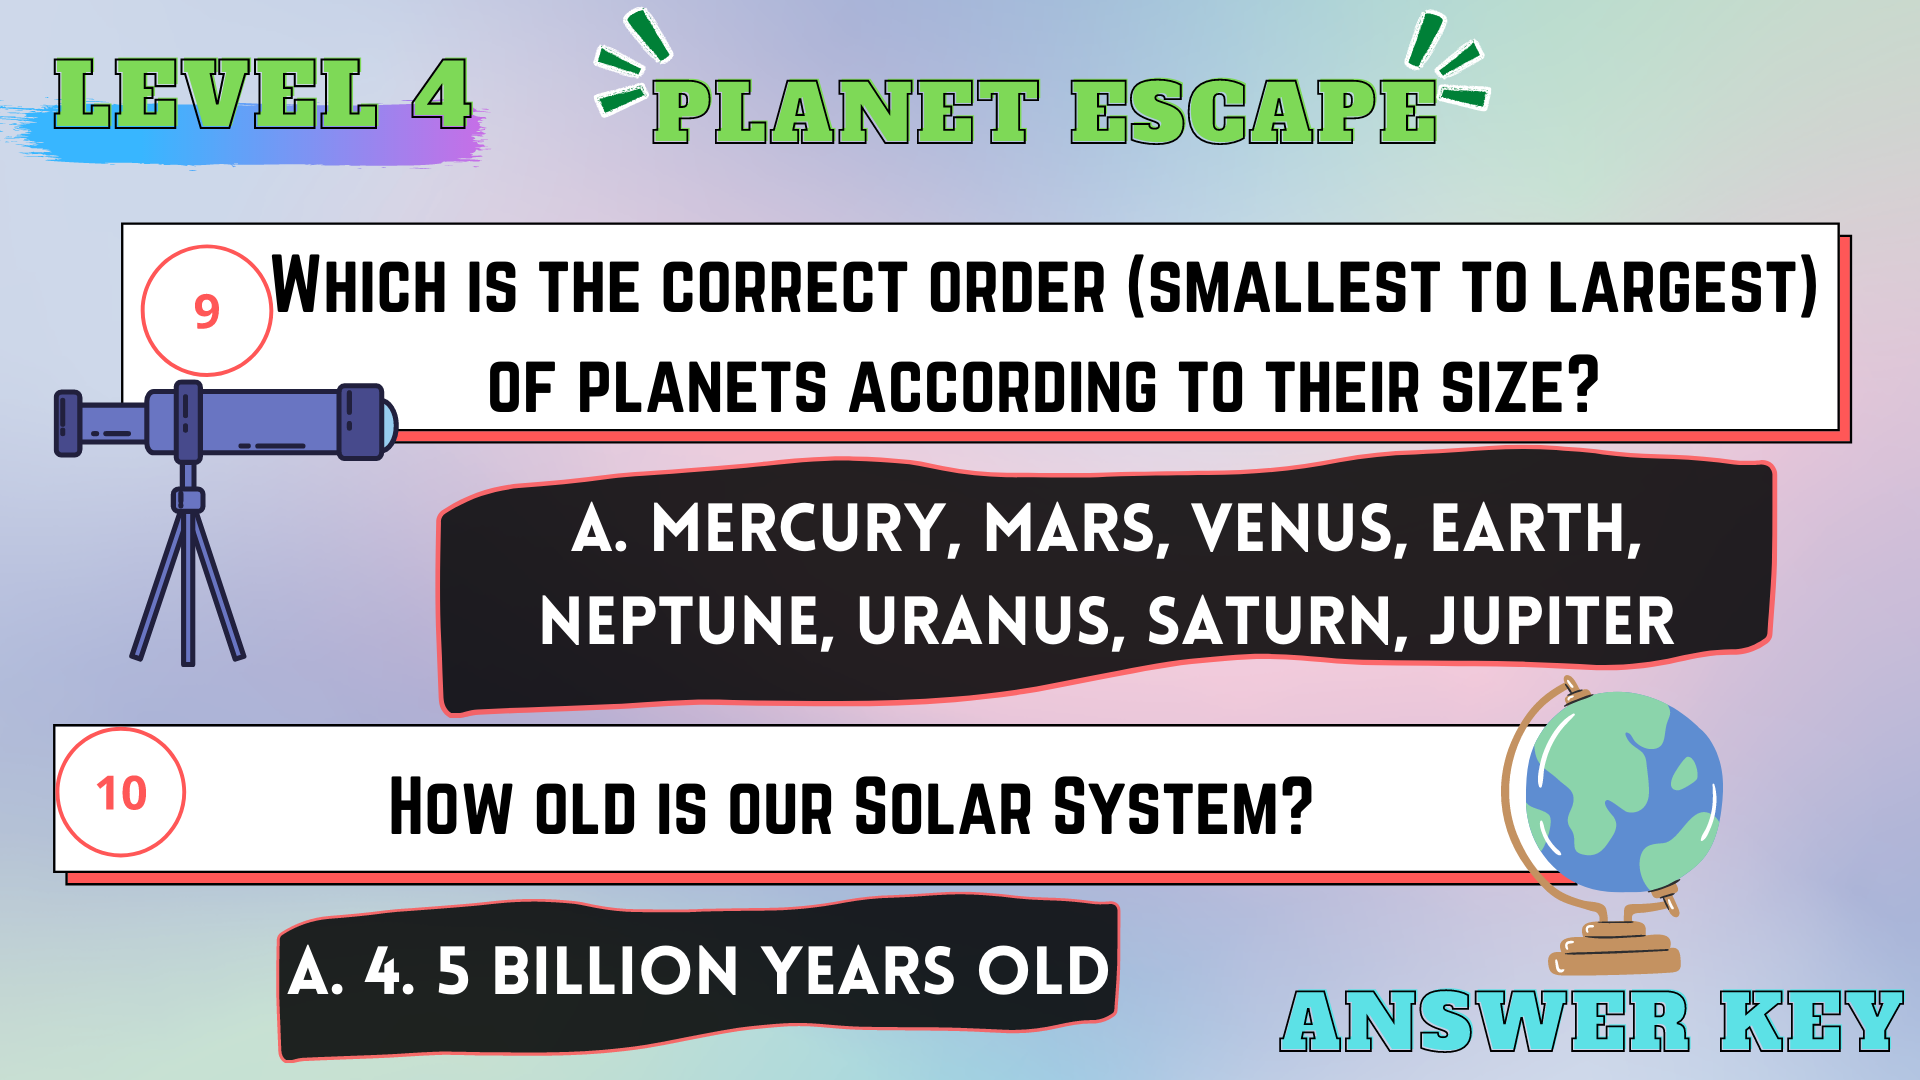 LEVEL 4
PLANET ESCAPE
9
Which is the correct order (smallest to largest)
of planets according to their size?
A. MERCURY, MARS, VENUS, EARTH,
NEPTUNE, URANUS, SATURN, JUPITER
10
How old is our Solar System?
A. 4. 5 BILLION YEARS OLD
ANSWER KEY